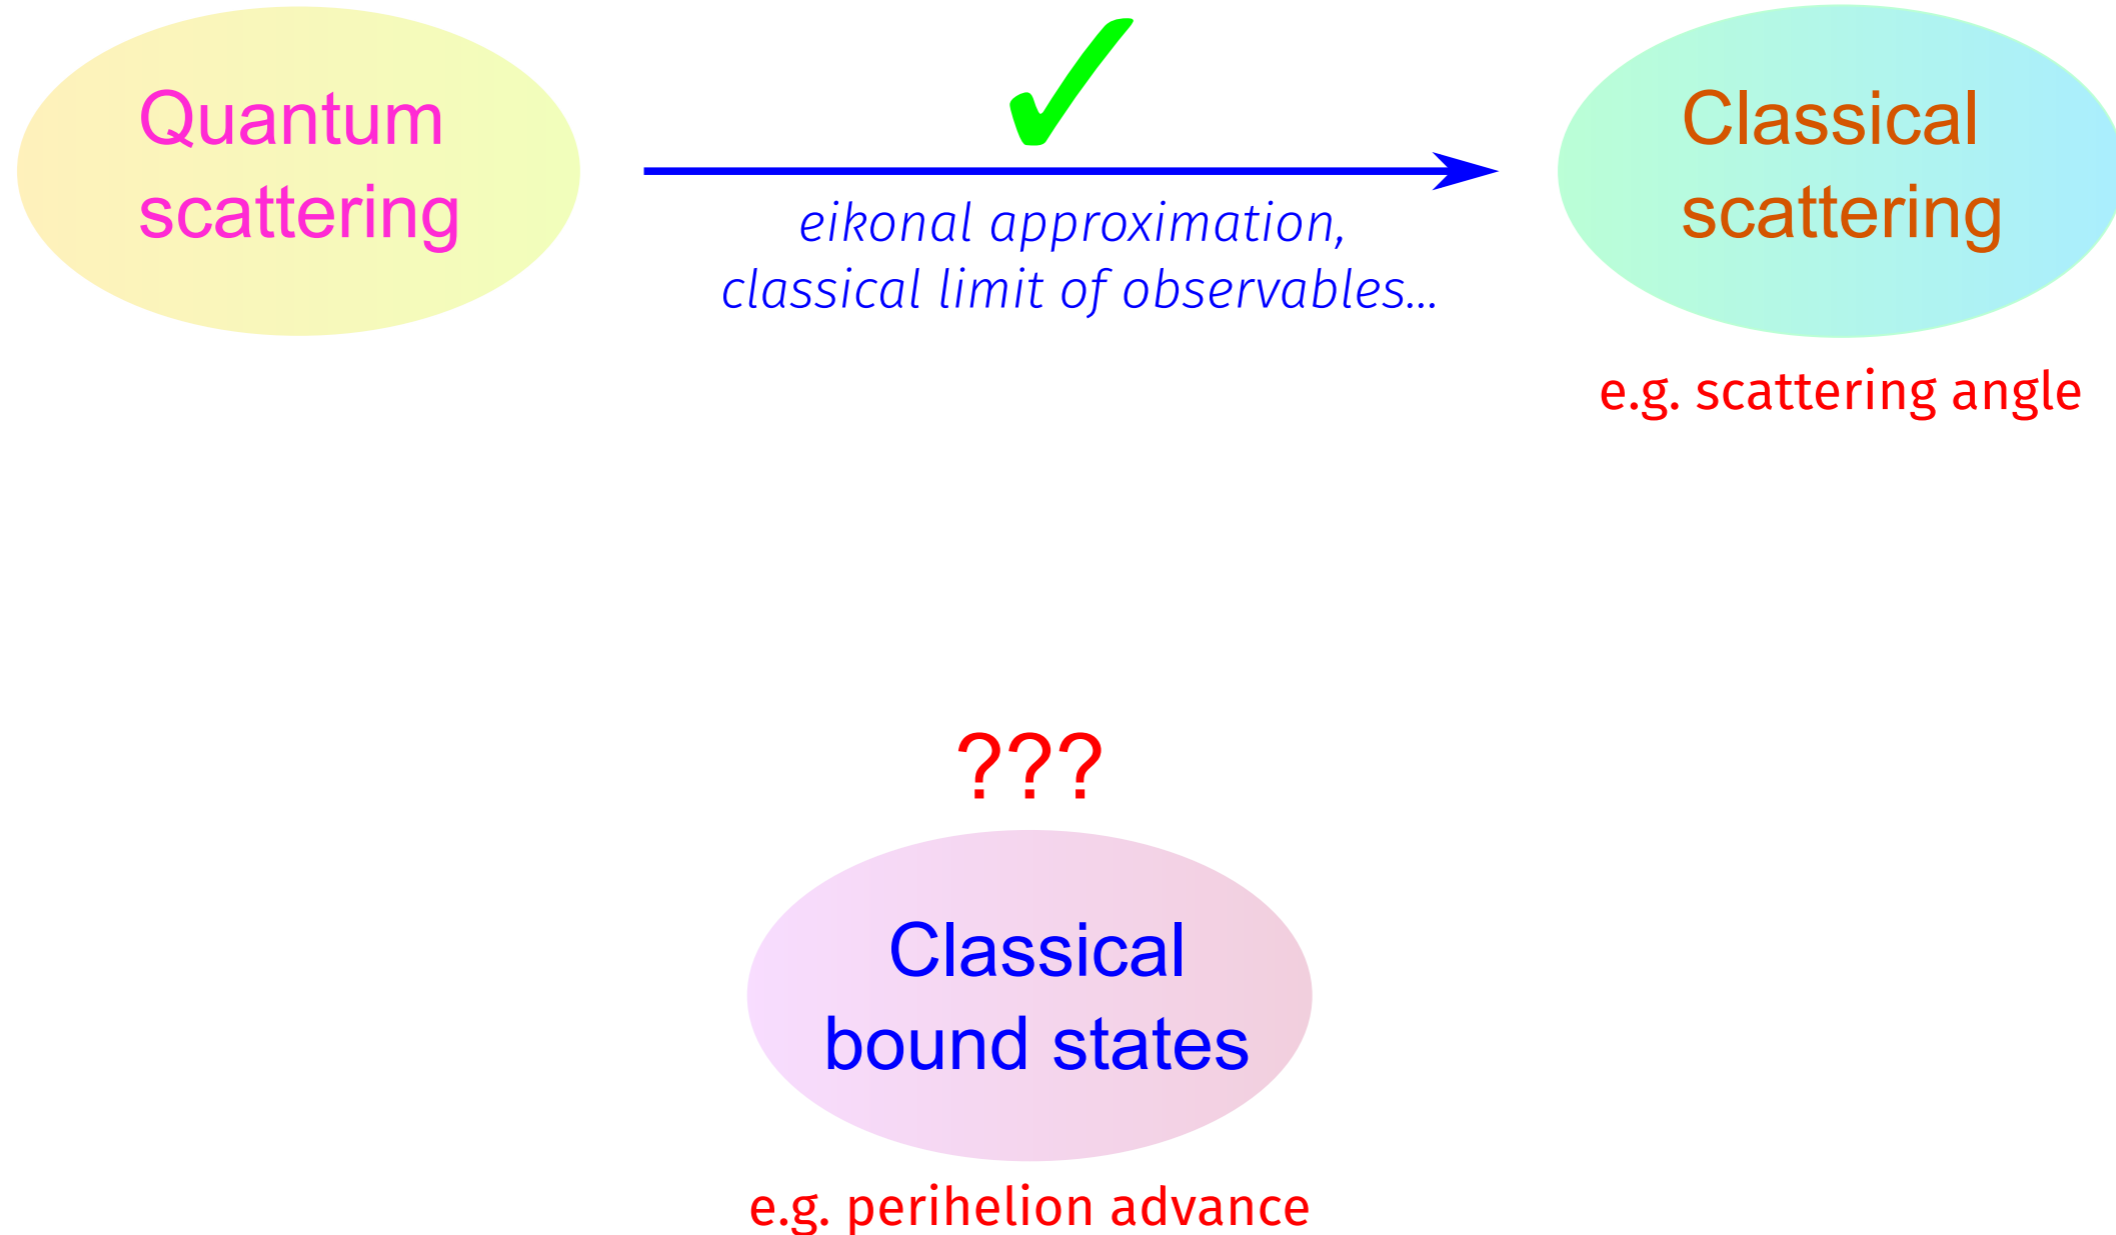 Quantum
scattering
eikonal approximation,
classical limit of observables...
Classical
scattering
e.g. scattering angle
???
Classical
bound states
e.g. perihelion advance